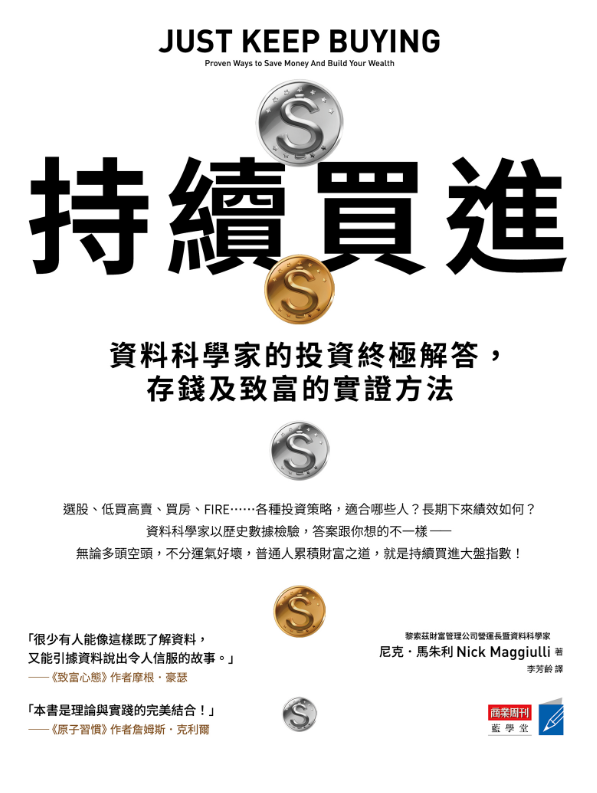 JUST KEEP BUYING
Proven Ways to Save Money And Build Your Wealth
持續買進
資料科學家的投資終極解答，
存錢及致富的實證方法
選股、低買高賣、買房、FIRE⋯⋯各種投資策略，適合哪些人？長期下來績效如何？
資料科學家以歷史數據檢驗，答案跟你想的不一樣——
無論多頭空頭，不分運氣好壞，普通人累積財富之道，就是持續買進大盤指數！
「很少有人能像這樣既了解資料，
又能引據資料說出令人信服的故事。」
——《致富心態》作者摩根．豪瑟
「本書是理論與實踐的完美結合！」
——《原子習慣》作者詹姆斯．克利爾
黎索茲財富管理公司營運長暨資料科學家
尼克．馬朱利 Nick Maggiulli 著
李芳齡 譯
商業周刊
藍學堂